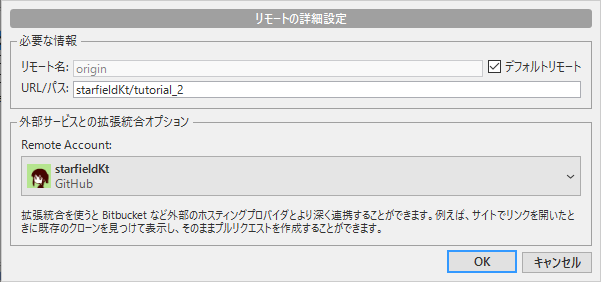 リモートの詳細設定
必要な情報
リモート名: origin デフォルトリモート
URL/パス: starfieldKt/tutorial_2
外部サービスとの拡張統合オプション
Remote Account:
starfieldKt
GitHub
拡張統合を使うと Bitbucket など外部のホスティングプロバイダとより深く連携することができます。例えば、サイトでリンクを開いたと
きに既存のクローンを見つけて表示し、そのままプルリクエストを作成することができます。
OK キャンセル